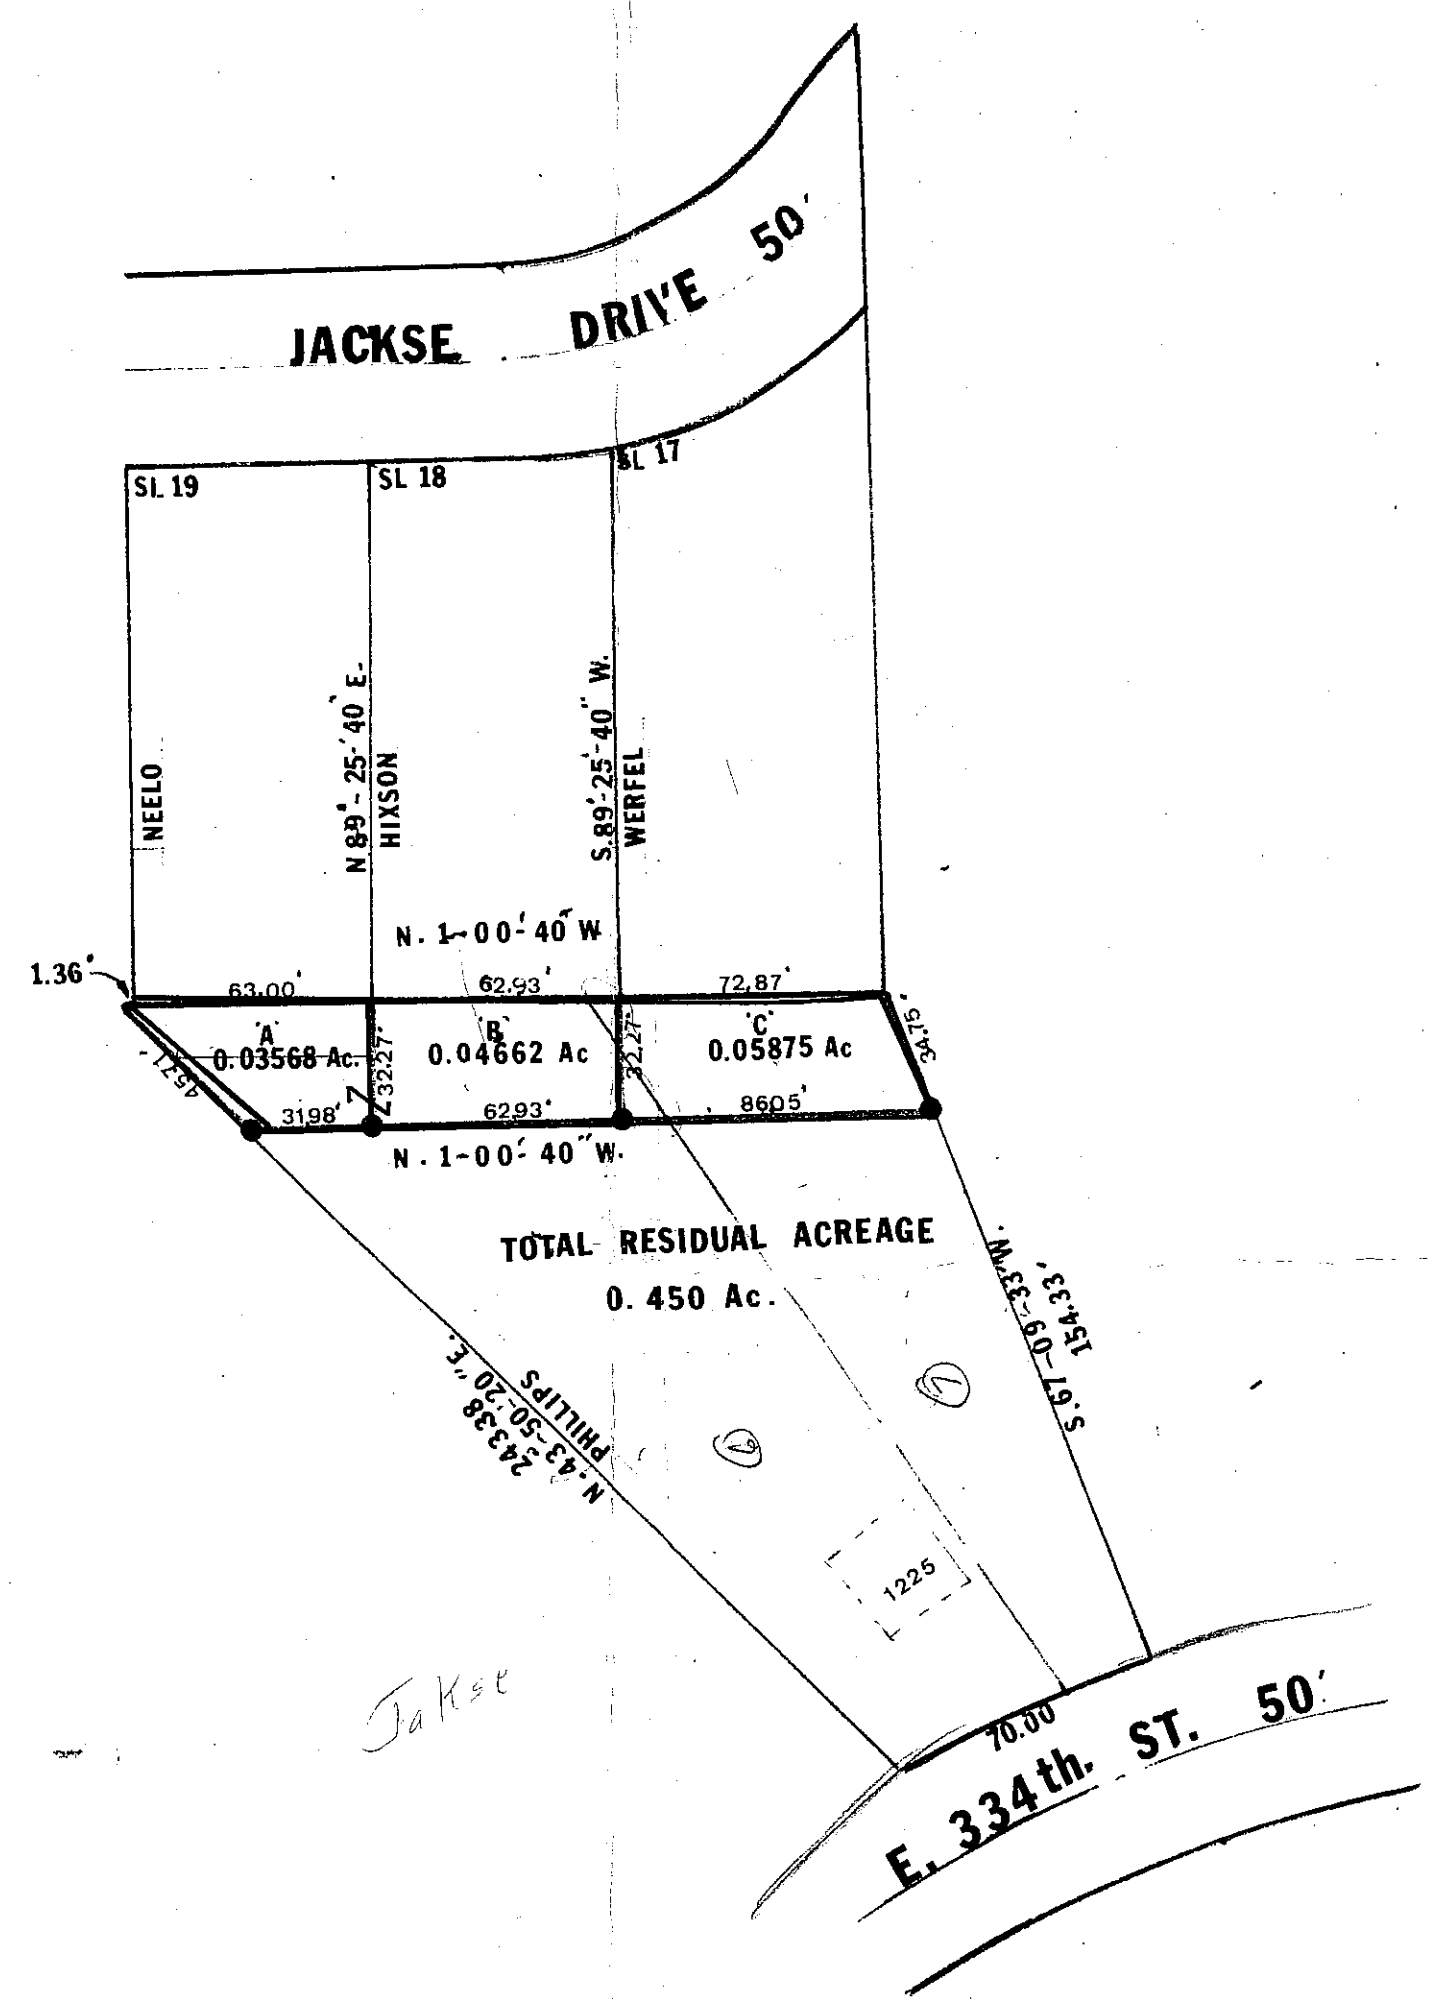 50'
JACKSE DRIVE
SL 19
SL 18
SL 17
NEELO
N 89°-25-'40" E-
HIXSON
S.89°-25'-40" W.
WERFEL
N. 1-00'-40" W
1.36'
63.00'
62.93'
72.87'
'A'
0.03568 Ac.
'B'
0.04662 Ac
'C'
0.05875 Ac
45.71
32.27'
32.27'
34.75'
Z
31.98'
62.93'
86.05'
N. 1-00'-40" W.
TOTAL RESIDUAL ACREAGE
0.450 Ac.
S.67-09-33"W.
154.33'
PHILLIPS
N.43-50-'20"E.
243.38
6
7
1225
Jakse
70.00
E. 334th. ST. 50'